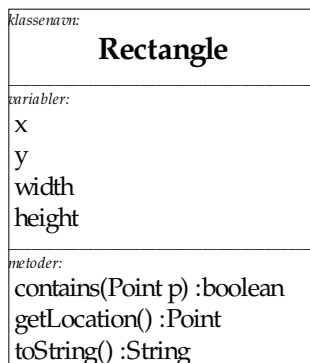 klassenavn:
Rectangle
variabler:
x
y
width
height
metoder:
contains(Point p) :boolean
getLocation() :Point
toString() :String